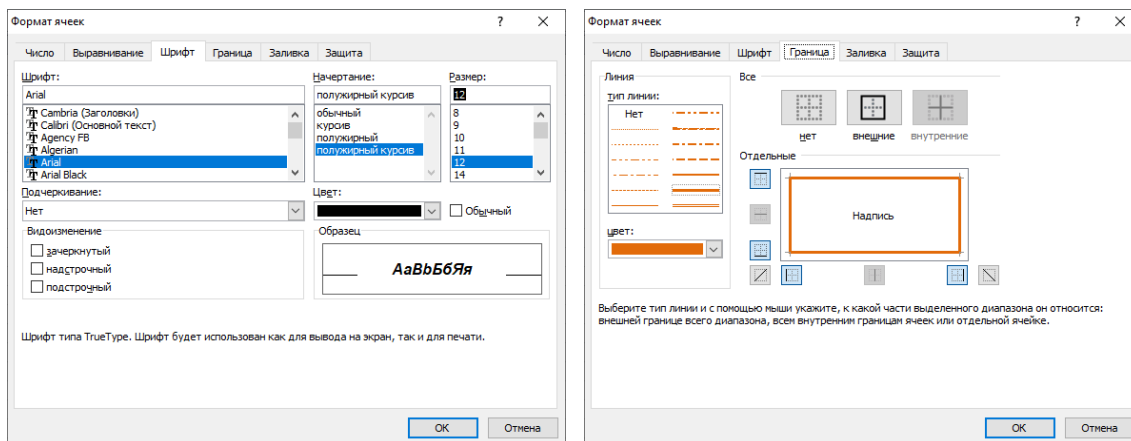 Формат ячеек ? ×
Число Выравнивание Шрифт Граница Заливка Защита
Шрифт: Начертание: Размер:
Arial полужирный курсив 12
Cambria (Заголовки) обычный 8
Calibri (Основной текст) курсив 9
Agency FB полужирный 10
Algerian полужирный курсив 11
Arial 12
Arial Black 14
Подчеркивание: Цвет:
Нет Обычный
Видоизменение Образец
зачеркнутый
надстрочный АаBbБбЯя
подстрочный
Шрифт типа TrueType. Шрифт будет использован как для вывода на экран, так и для печати.
OK Отмена
Формат ячеек ? ×
Число Выравнивание Шрифт Граница Заливка Защита
Линия Все
тип линии:
Нет
нет внешние внутренние
Отдельные
Надпись
цвет:
Выберите тип линии и с помощью мыши укажите, к какой части выделенного диапазона он относится:
внешней границе всего диапазона, всем внутренним границам ячеек или отдельной ячейке.
OK Отмена